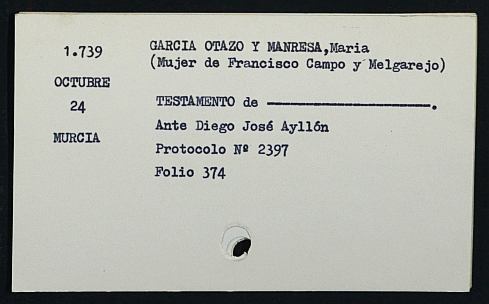 1.739
GARCIA OTAZO Y MANRESA,Maria
(Mujer de Francisco Campo y Melgarejo)
OCTUBRE
24
TESTAMENTO de ————————————.
Ante Diego José Ayllón
MURCIA
Protocolo Nº 2397
Folio 374